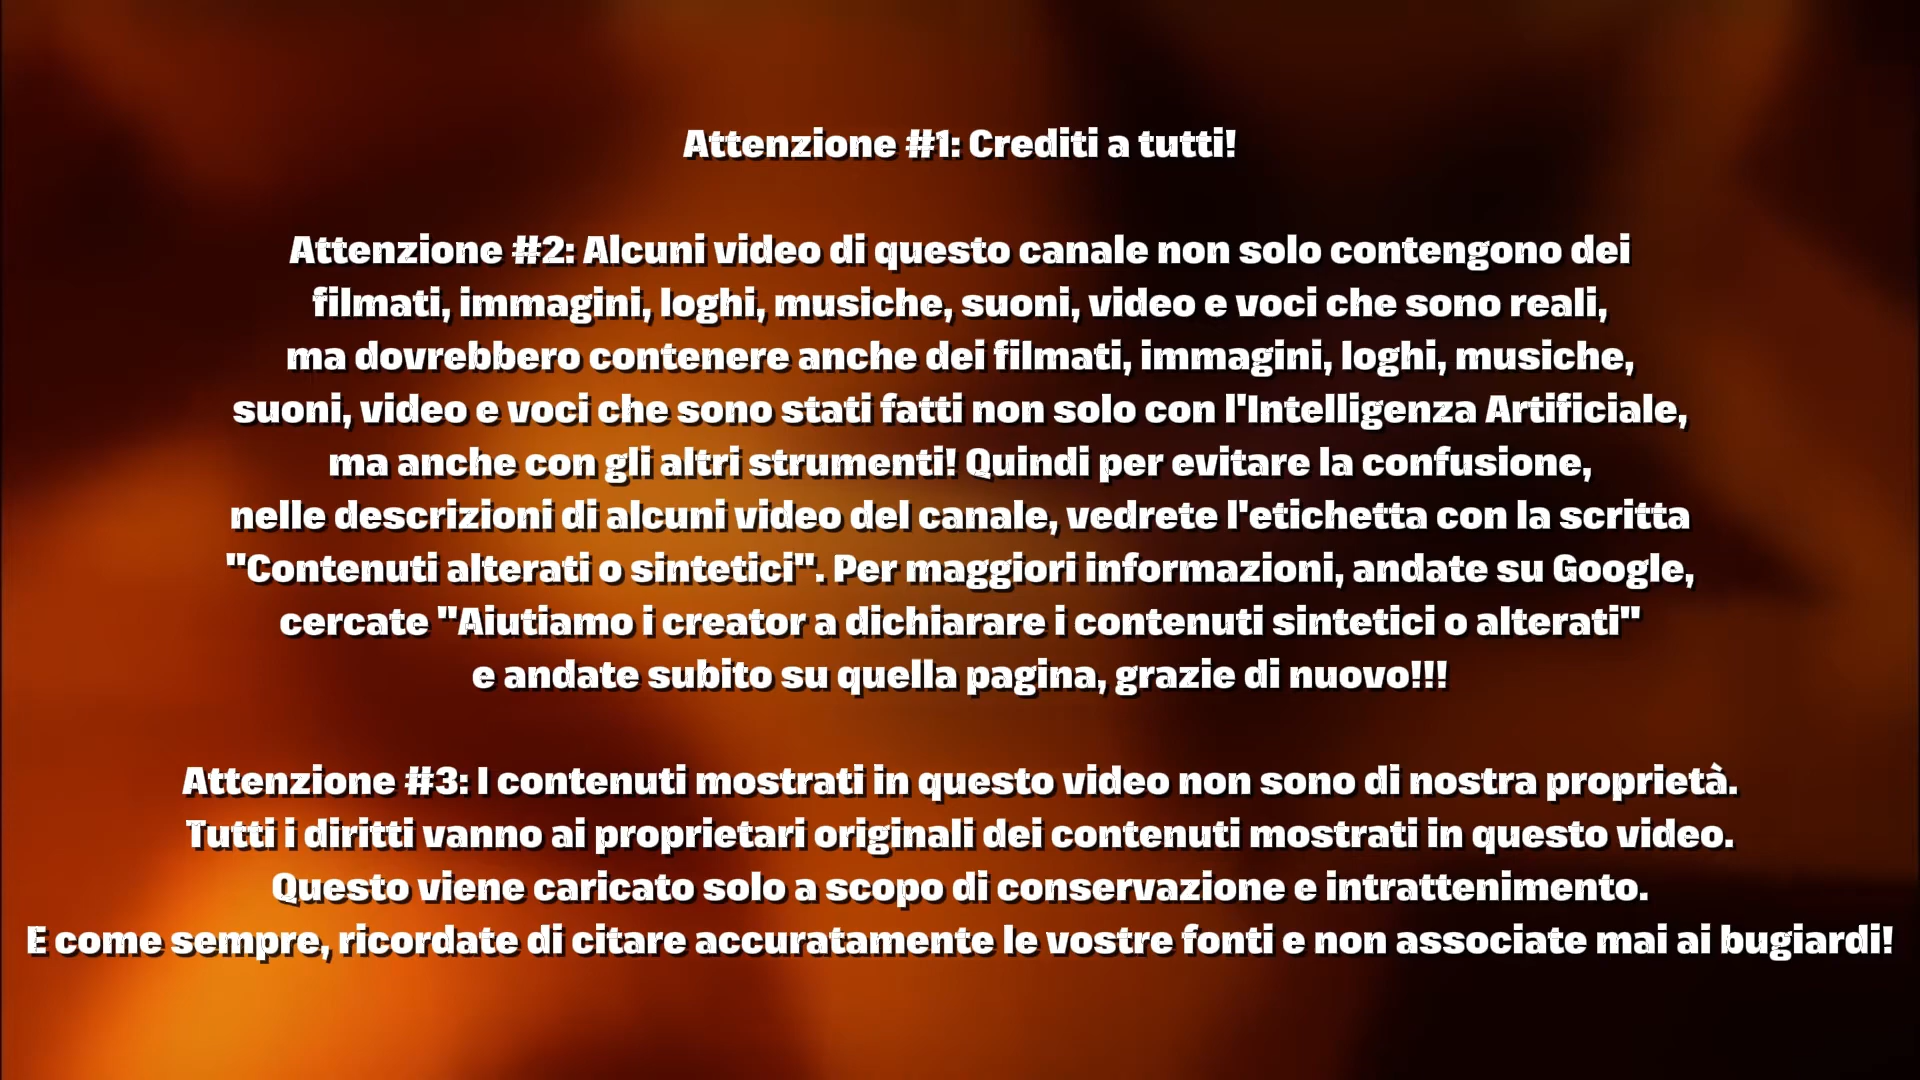 Attenzione #1: Crediti a tutti!
Attenzione #2: Alcuni video di questo canale non solo contengono dei
filmati, immagini, loghi, musiche, suoni, video e voci che sono reali,
ma dovrebbero contenere anche dei filmati, immagini, loghi, musiche,
suoni, video e voci che sono stati fatti non solo con l'Intelligenza Artificiale,
ma anche con gli altri strumenti! Quindi per evitare la confusione,
nelle descrizioni di alcuni video del canale, vedrete l'etichetta con la scritta
"Contenuti alterati o sintetici". Per maggiori informazioni, andate su Google,
cercate "Aiutiamo i creator a dichiarare i contenuti sintetici o alterati"
e andate subito su quella pagina, grazie di nuovo!!!
Attenzione #3: I contenuti mostrati in questo video non sono di nostra proprietà.
Tutti i diritti vanno ai proprietari originali dei contenuti mostrati in questo video.
Questo viene caricato solo a scopo di conservazione e intrattenimento.
E come sempre, ricordate di citare accuratamente le vostre fonti e non associate mai ai bugiardi!